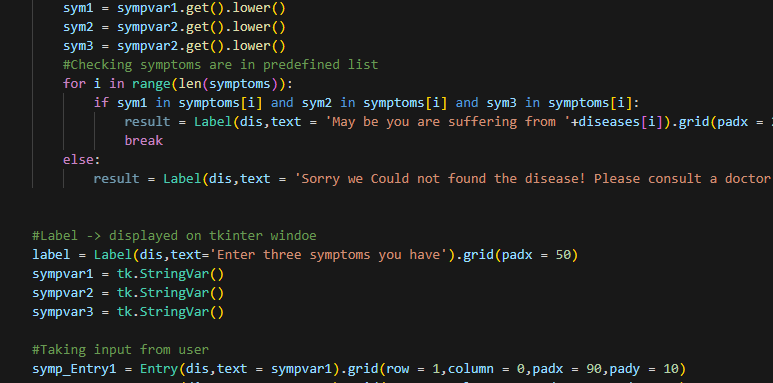 sym1 = sympvar1.get().lower()
sym2 = sympvar2.get().lower()
sym3 = sympvar2.get().lower()
#Checking symptoms are in predefined list
for i in range(len(symptoms)):
if sym1 in symptoms[i] and sym2 in symptoms[i] and sym3 in symptoms[i]:
result = Label(dis,text = 'May be you are suffering from '+diseases[i]).grid(padx =
break
else:
result = Label(dis,text = 'Sorry we Could not found the disease! Please consult a doctor
#Label -> displayed on tkinter windoe
label = Label(dis,text='Enter three symptoms you have').grid(padx = 50)
sympvar1 = tk.StringVar()
sympvar2 = tk.StringVar()
sympvar3 = tk.StringVar()
#Taking input from user
symp_Entry1 = Entry(dis,text = sympvar1).grid(row = 1,column = 0,padx = 90,pady = 10)